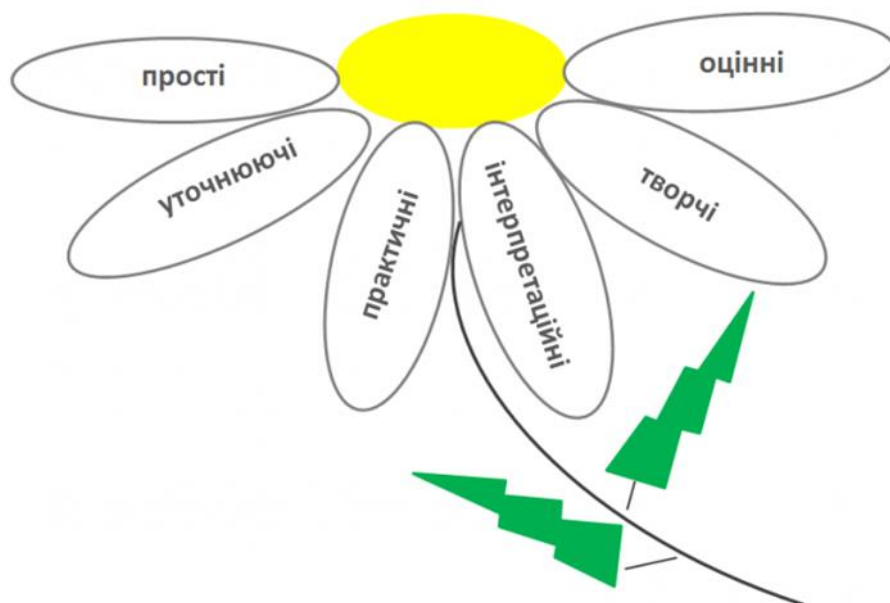 прості
уточнюючі
практичні
інтерпретаційні
творчі
оцінні